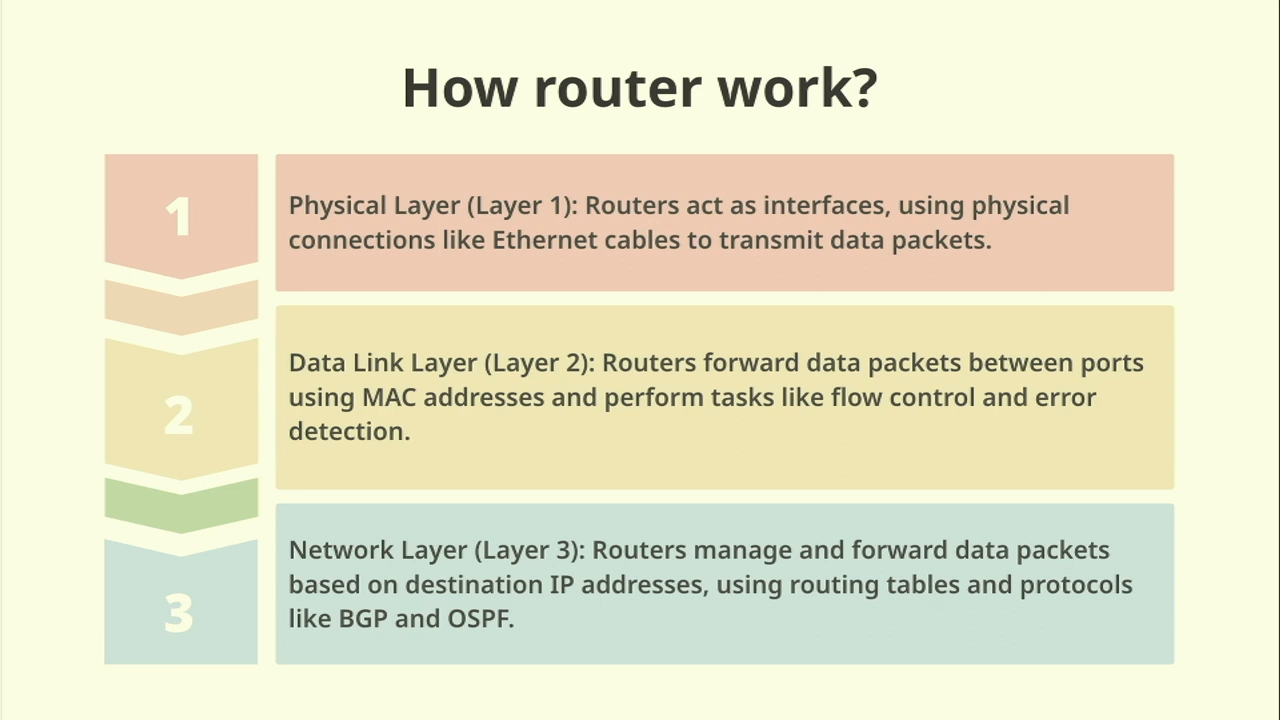 How router work?
1
Physical Layer (Layer 1): Routers act as interfaces, using physical
connections like Ethernet cables to transmit data packets.
2
Data Link Layer (Layer 2): Routers forward data packets between ports
using MAC addresses and perform tasks like flow control and error
detection.
3
Network Layer (Layer 3): Routers manage and forward data packets
based on destination IP addresses, using routing tables and protocols
like BGP and OSPF.